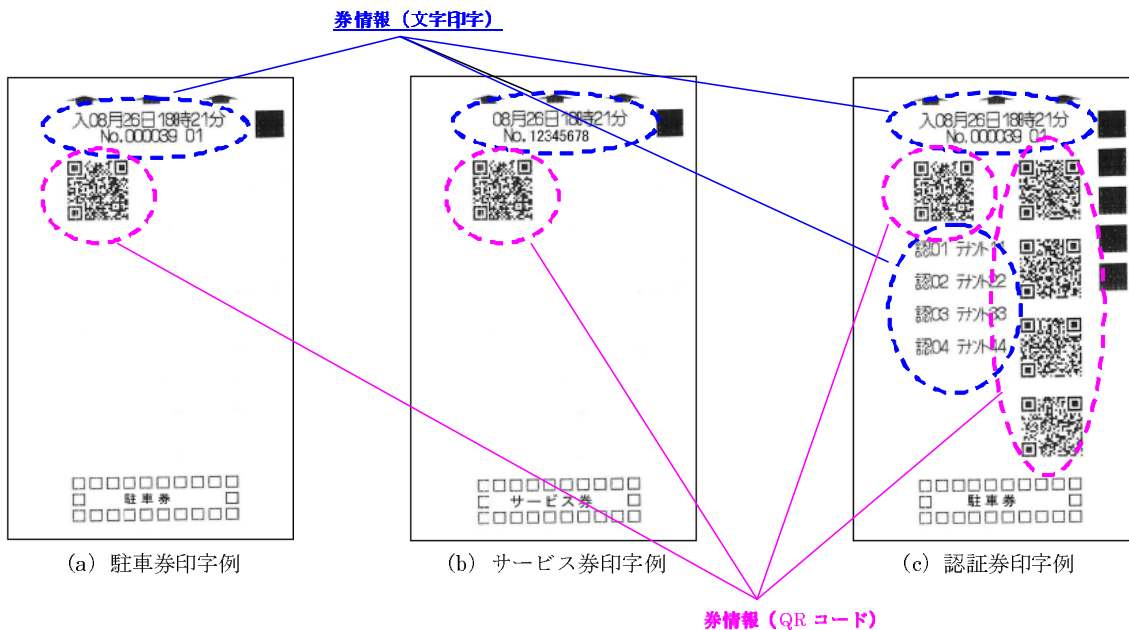 券情報（文字印字）
入08月26日18時21分
No.000039 01
駐車券
(a) 駐車券印字例
08月26日18時21分
No.12345678
サービス券
(b) サービス券印字例
入08月26日18時21分
No.000039 01
認01 テナント11
認02 テナント22
認03 テナント33
認04 テナント44
駐車券
(c) 認証券印字例
券情報（QR コード）